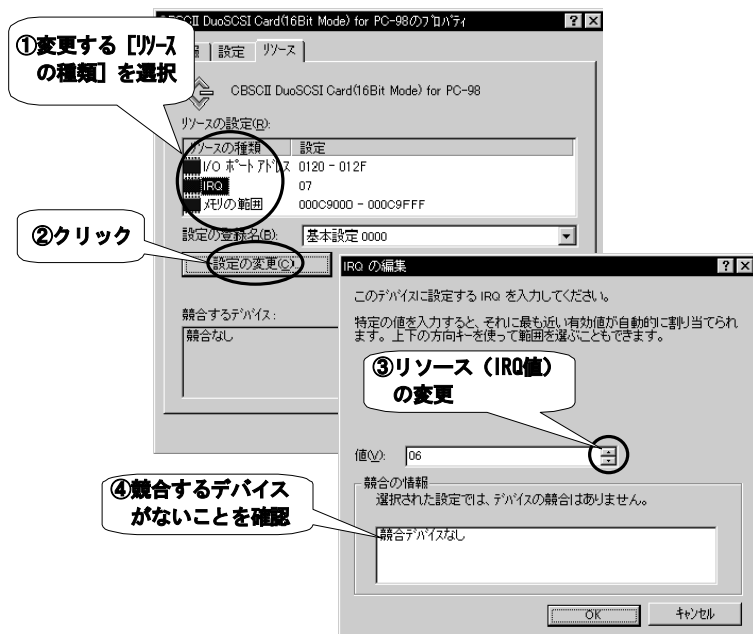 CBSCII DuoSCSI Card(16Bit Mode) for PC-98のﾌﾟﾛﾊﾟﾃｨ
①変更する［ﾘｿｰｽ
の種類］を選択
設定
ﾘｿｰｽ
CBSCII DuoSCSI Card(16Bit Mode) for PC-98
ﾘｿｰｽの設定(R):
ﾘｿｰｽの種類 設定
I/O ﾎﾟｰﾄ ｱﾄﾞﾚｽ 0120 - 012F
IRQ 07
ﾒﾓﾘの範囲 000C9000 - 000C9FFF
②クリック
設定の登録名(B): 基本設定 0000
設定の変更(C)...
競合するﾃﾞﾊﾞｲｽ:
競合なし
IRQ の編集
このﾃﾞﾊﾞｲｽに設定する IRQ を入力してください。
特定の値を入力すると、それに最も近い有効値が自動的に割り当てられ
ます。上下の方向ｷｰを使って範囲を選ぶこともできます。
③リソース（IRQ値）
の変更
値(V): 06
④競合するデバイス
がないことを確認
競合の情報
選択された設定では、ﾃﾞﾊﾞｲｽの競合はありません。
競合ﾃﾞﾊﾞｲｽなし
OK
ｷｬﾝｾﾙ